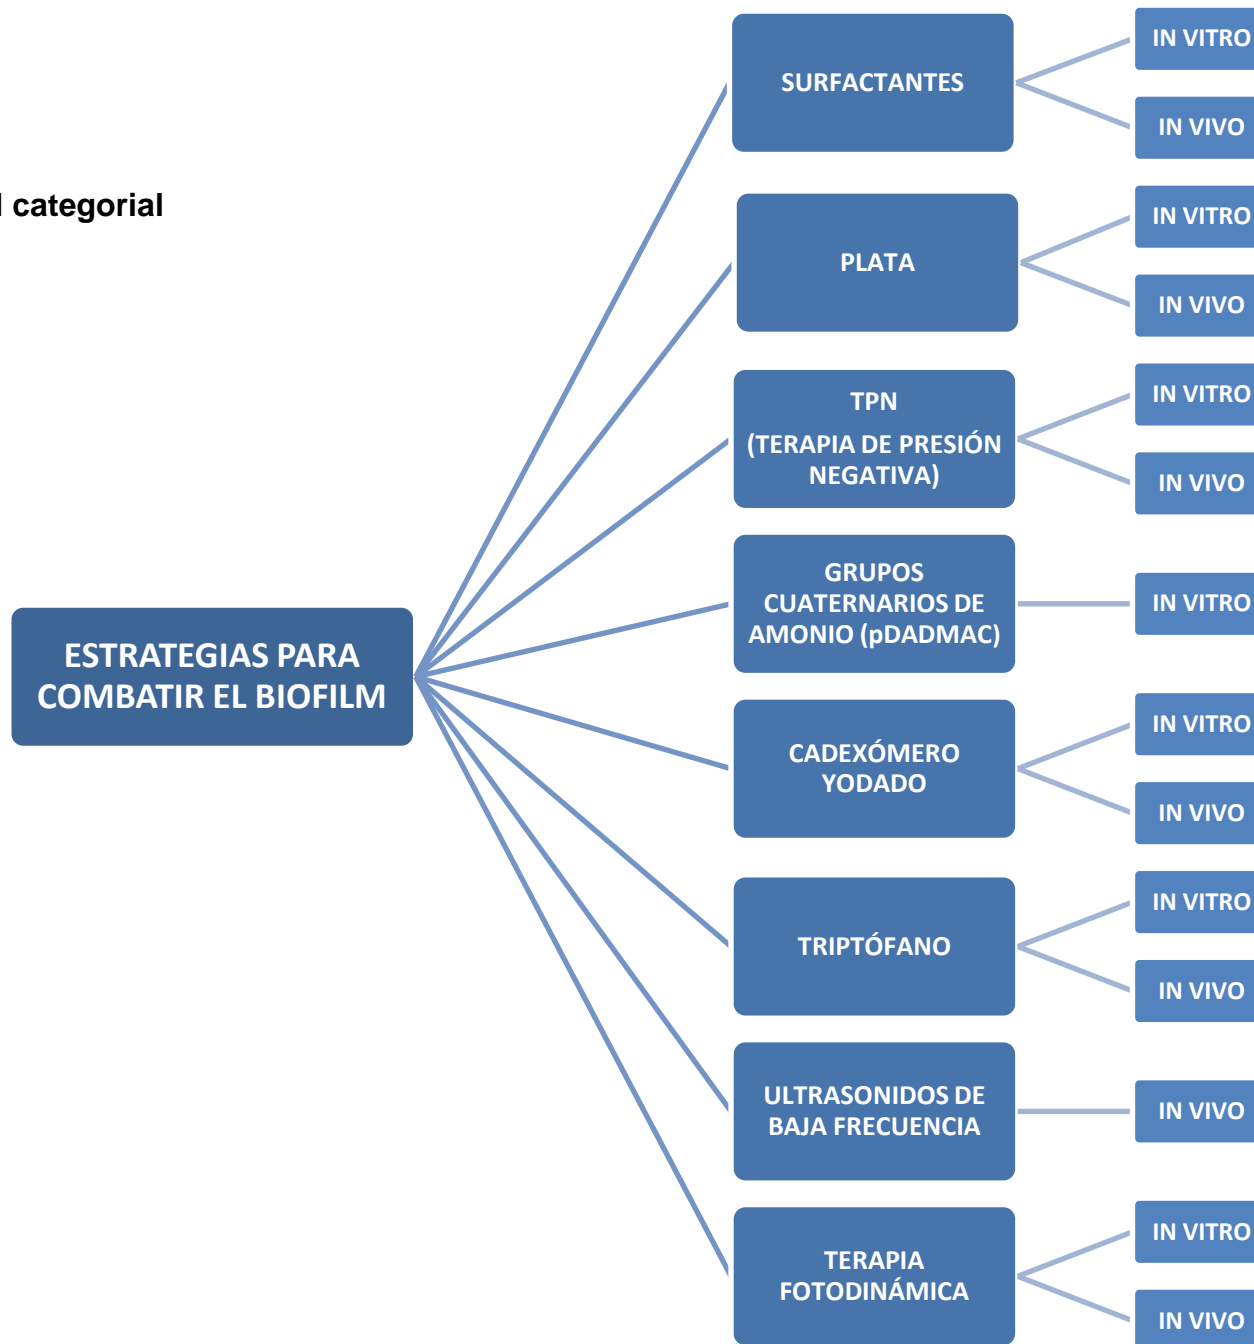 categorial
ESTRATEGIAS PARA
COMBATIR EL BIOFILM
SURFACTANTES
IN VITRO
IN VIVO
PLATA
IN VITRO
IN VIVO
TPN
(TERAPIA DE PRESIÓN
NEGATIVA)
IN VITRO
IN VIVO
GRUPOS
CUATERNARIOS DE
AMONIO (pDADMAC)
IN VITRO
CADEXÓMERO
YODADO
IN VITRO
IN VIVO
TRIPTÓFANO
IN VITRO
IN VIVO
ULTRASONIDOS DE
BAJA FRECUENCIA
IN VIVO
TERAPIA
FOTODINÁMICA
IN VITRO
IN VIVO